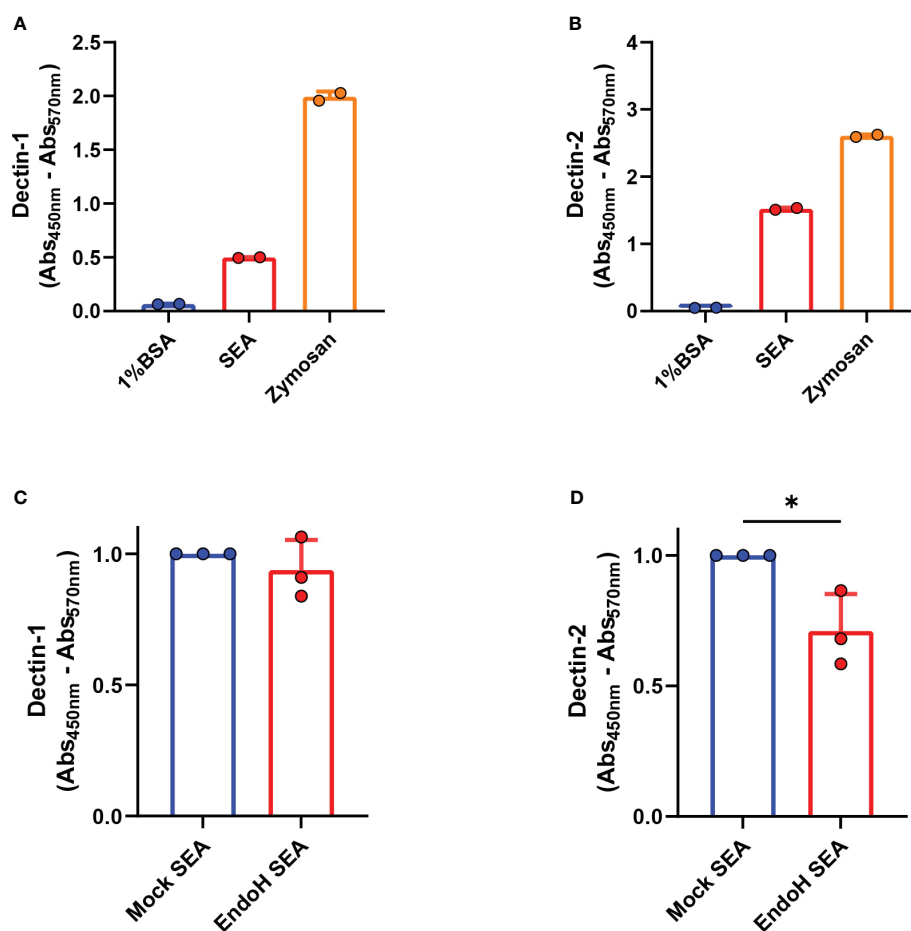 A
Dectin-1
(Abs450nm - Abs570nm)
2.5
2.0
1.5
1.0
0.5
0.0
1%BSA
SEA
Zymosan
B
Dectin-2
(Abs450nm - Abs570nm)
4
3
2
1
0
1%BSA
SEA
Zymosan
C
Dectin-1
(Abs450nm - Abs570nm)
1.0
0.5
0.0
Mock SEA
EndoH SEA
D
*
Dectin-2
(Abs450nm - Abs570nm)
1.0
0.5
0.0
Mock SEA
EndoH SEA